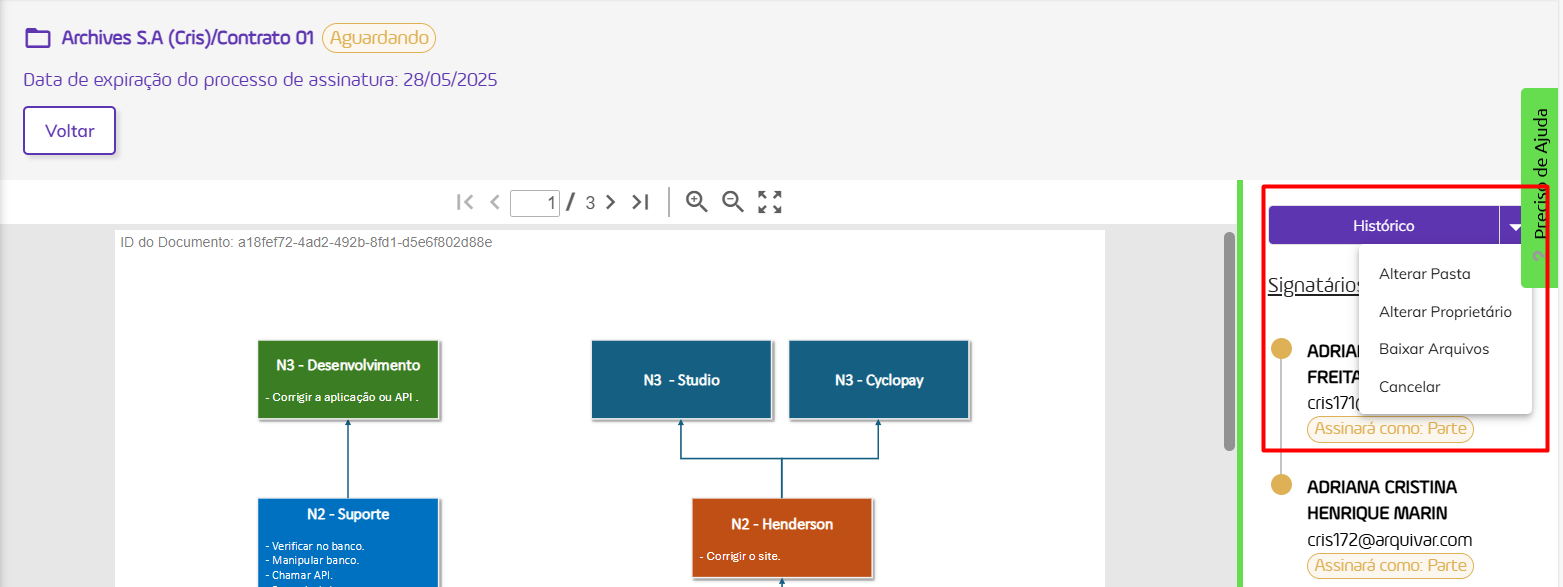 Archives S.A (Cris)/Contrato 01 Aguardando
Data de expiração do processo de assinatura: 28/05/2025
Voltar
Preciso de Ajuda
1 / 3
ID do Documento: a18fef72-4ad2-492b-8fd1-d5e6f802d88e
N3 - Desenvolvimento
- Corrigir a aplicação ou API .
N3 - Studio
N3 - Cyclopay
N2 - Suporte
- Verificar no banco.
- Manipular banco.
- Chamar API.
N2 - Henderson
- Corrigir o site.
Histórico
Alterar Pasta
Alterar Proprietário
Baixar Arquivos
Cancelar
Signatários
ADRIA
FREITA
cris171@
Assinará como: Parte
ADRIANA CRISTINA
HENRIQUE MARIN
cris172@arquivar.com
Assinará como: Parte